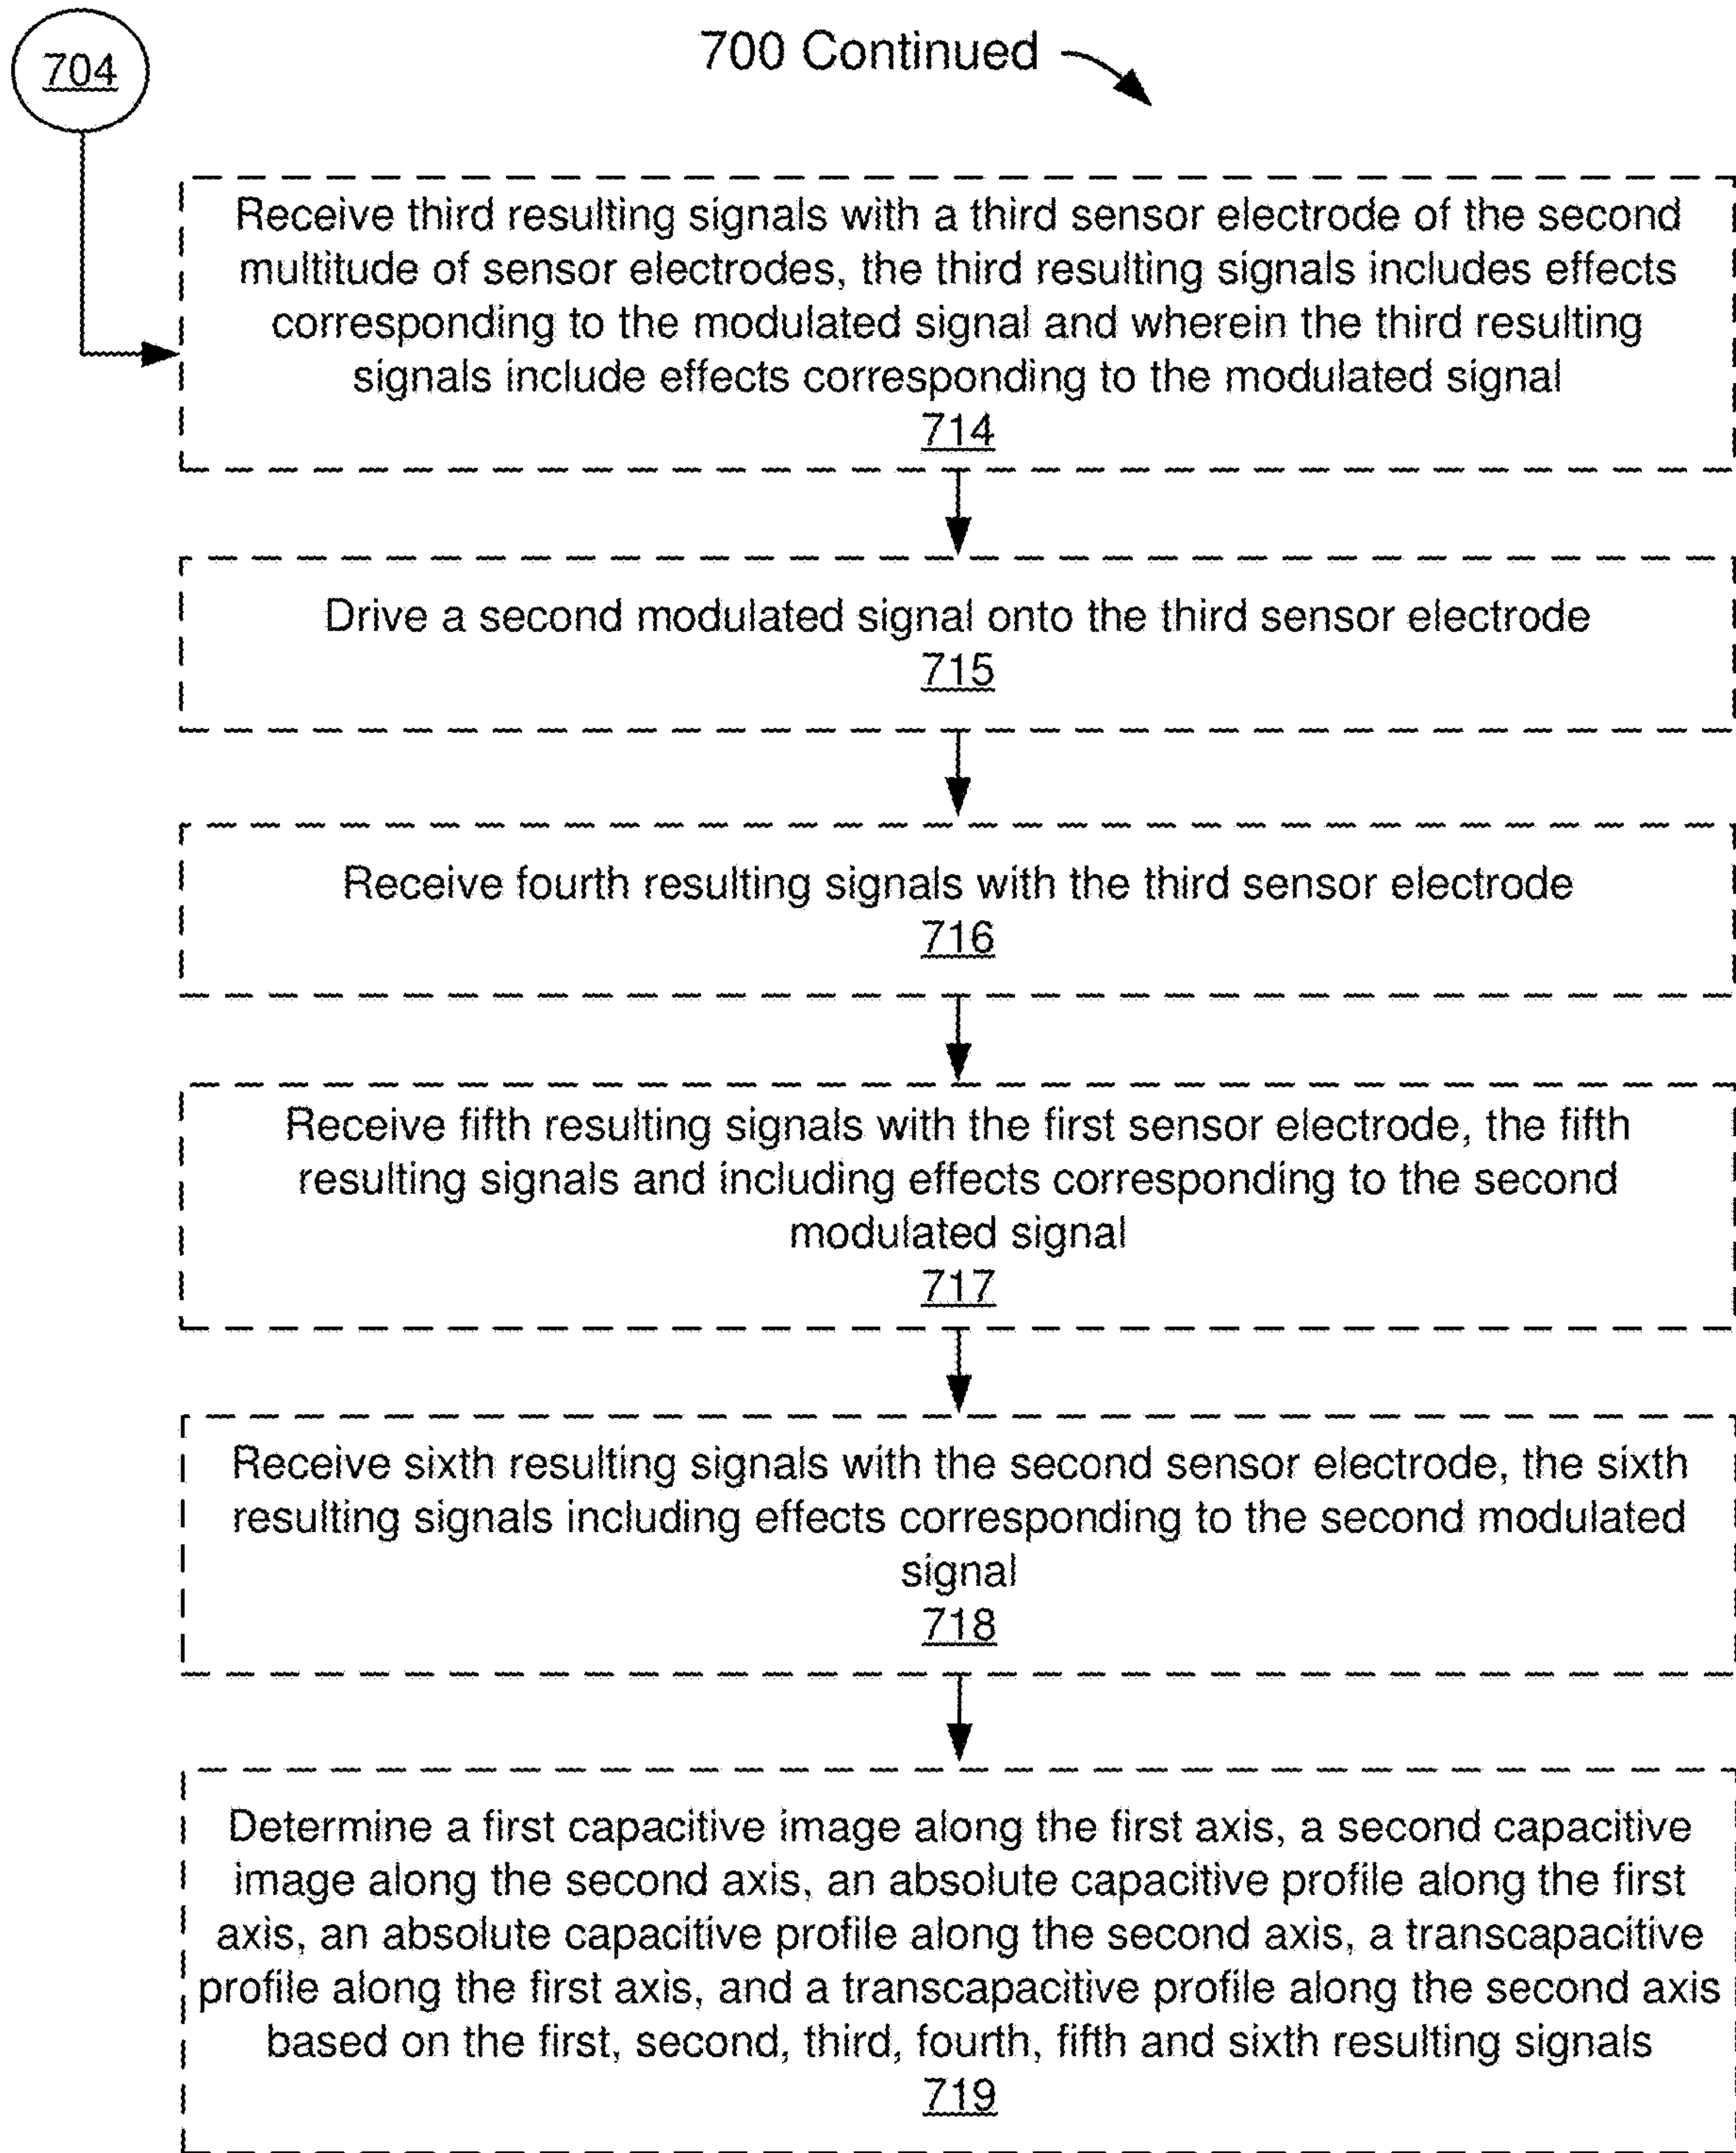 704
700 Continued
Receive third resulting signals with a third sensor electrode of the second
multitude of sensor electrodes, the third resulting signals includes effects
corresponding to the modulated signal and wherein the third resulting
signals include effects corresponding to the modulated signal
714
Drive a second modulated signal onto the third sensor electrode
715
Receive fourth resulting signals with the third sensor electrode
716
Receive fifth resulting signals with the first sensor electrode, the fifth
resulting signals and including effects corresponding to the second
modulated signal
717
Receive sixth resulting signals with the second sensor electrode, the sixth
resulting signals including effects corresponding to the second modulated
signal
718
Determine a first capacitive image along the first axis, a second capacitive
image along the second axis, an absolute capacitive profile along the first
axis, an absolute capacitive profile along the second axis, a transcapacitive
profile along the first axis, and a transcapacitive profile along the second axis
based on the first, second, third, fourth, fifth and sixth resulting signals
719